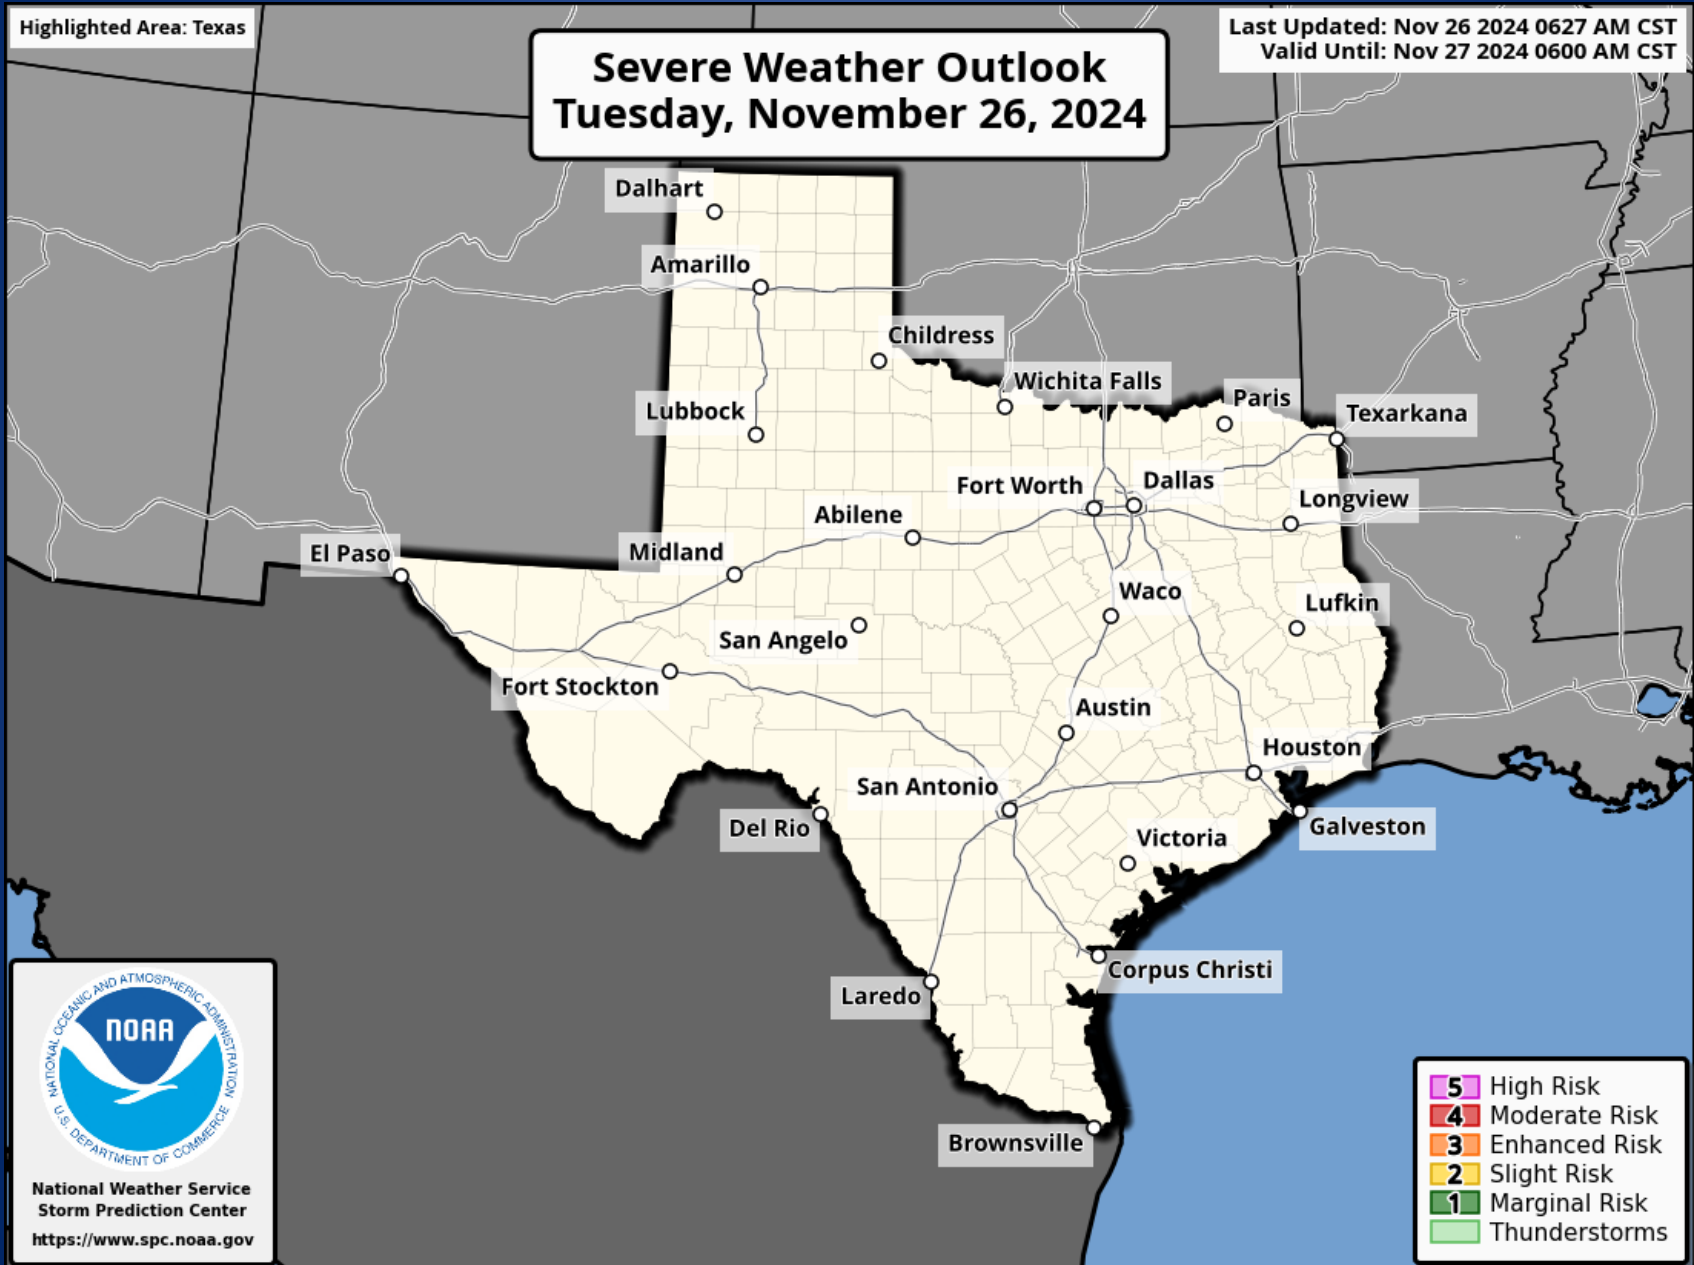 Highlighted Area: Texas
Severe Weather Outlook
Tuesday, November 26, 2024
Last Updated: Nov 26 2024 0627 AM CST
Valid Until: Nov 27 2024 0600 AM CST
Dalhart
Amarillo
Childress
Wichita Falls
Paris
Lubbock
Texarkana
Fort Worth
Dallas
Longview
Abilene
El Paso
Midland
Waco
Lufkin
San Angelo
Fort Stockton
Austin
Houston
San Antonio
Del Rio
Galveston
Victoria
Corpus Christi
Laredo
Brownsville
NATIONAL OCEANIC AND ATMOSPHERIC ADMINISTRATION
NOAA
U.S. DEPARTMENT OF COMMERCE
National Weather Service
Storm Prediction Center
https://www.spc.noaa.gov
5 High Risk
4 Moderate Risk
3 Enhanced Risk
2 Slight Risk
1 Marginal Risk
Thunderstorms